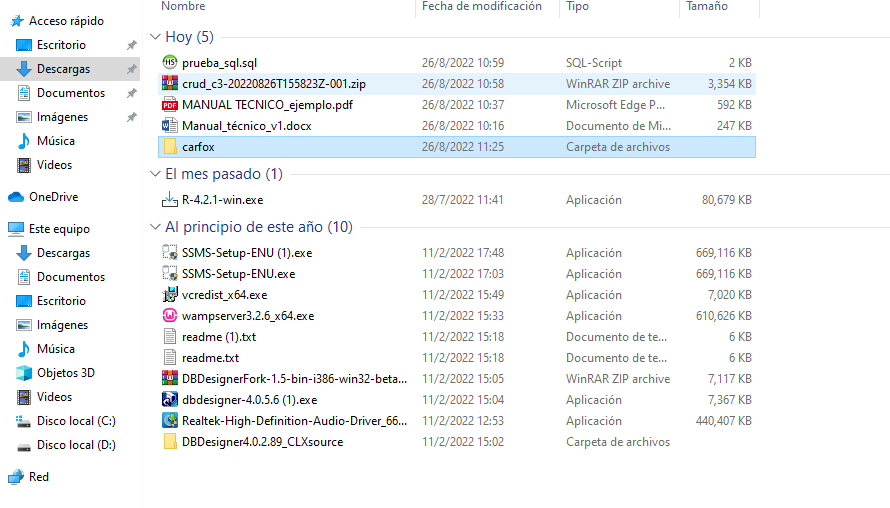 Nombre Fecha de modificación Tipo Tamaño
Acceso rápido
Escritorio
Descargas
Documentos
Imágenes
Música
Videos
OneDrive
Este equipo
Descargas
Documentos
Escritorio
Imágenes
Música
Objetos 3D
Videos
Disco local (C:)
Disco local (D:)
Red
Hoy (5)
prueba_sql.sql 26/8/2022 10:59 SQL-Script 2 KB
crud_c3-20220826T155823Z-001.zip 26/8/2022 10:58 WinRAR ZIP archive 3,354 KB
PDF MANUAL TECNICO_ejemplo.pdf 26/8/2022 10:37 Microsoft Edge P... 592 KB
Manual_técnico_v1.docx 26/8/2022 10:16 Documento de Mi... 247 KB
carfox 26/8/2022 11:25 Carpeta de archivos
El mes pasado (1)
R-4.2.1-win.exe 28/7/2022 11:41 Aplicación 80,679 KB
Al principio de este año (10)
SSMS-Setup-ENU (1).exe 11/2/2022 17:48 Aplicación 669,116 KB
SSMS-Setup-ENU.exe 11/2/2022 17:03 Aplicación 669,116 KB
vcredist_x64.exe 11/2/2022 15:49 Aplicación 7,020 KB
wampserver3.2.6_x64.exe 11/2/2022 15:33 Aplicación 610,626 KB
readme (1).txt 11/2/2022 15:18 Documento de te... 6 KB
readme.txt 11/2/2022 15:18 Documento de te... 6 KB
DBDesignerFork-1.5-bin-i386-win32-beta... 11/2/2022 15:05 WinRAR ZIP archive 7,117 KB
dbdesigner-4.0.5.6 (1).exe 11/2/2022 15:04 Aplicación 7,367 KB
Realtek-High-Definition-Audio-Driver_66... 11/2/2022 12:53 Aplicación 440,407 KB
DBDesigner4.0.2.89_CLXsource 11/2/2022 15:02 Carpeta de archivos